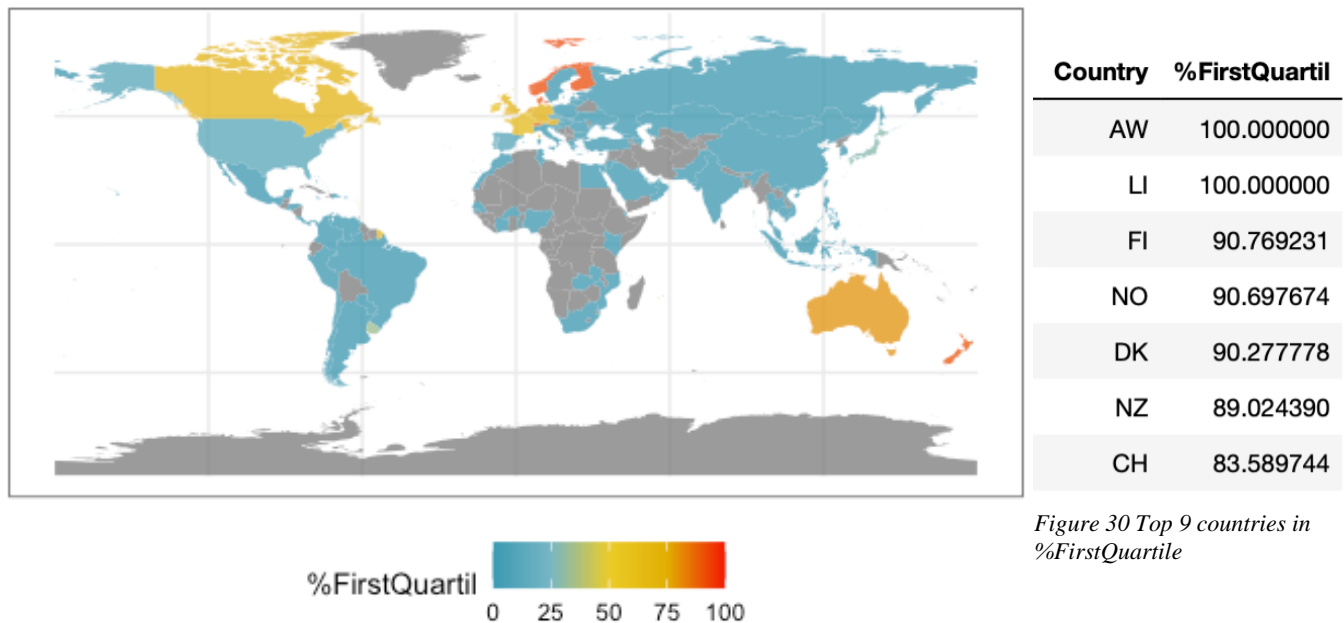 Country %FirstQuartil
AW 100.000000
LI 100.000000
FI 90.769231
NO 90.697674
DK 90.277778
NZ 89.024390
CH 83.589744
Figure 30 Top 9 countries in
%FirstQuartile
%FirstQuartil
0 25 50 75 100